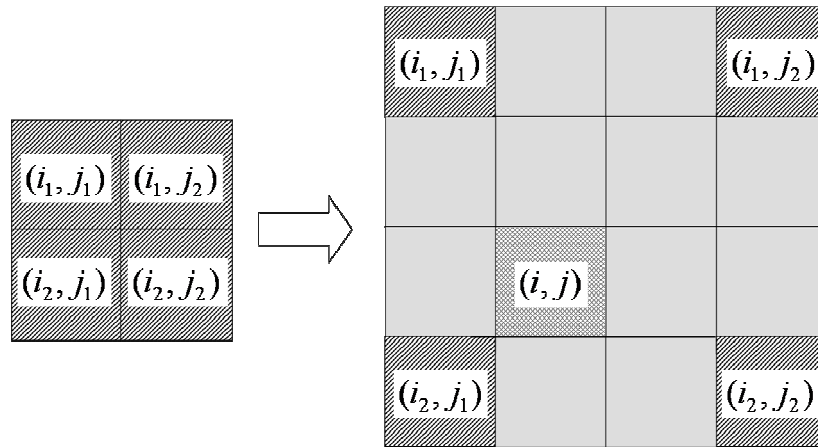 (i₁, j₁) (i₁, j₂)
(i₁, j₁) (i₁, j₂)
(i₂, j₁) (i₂, j₂)
(i, j)
(i₂, j₁) (i₂, j₂)